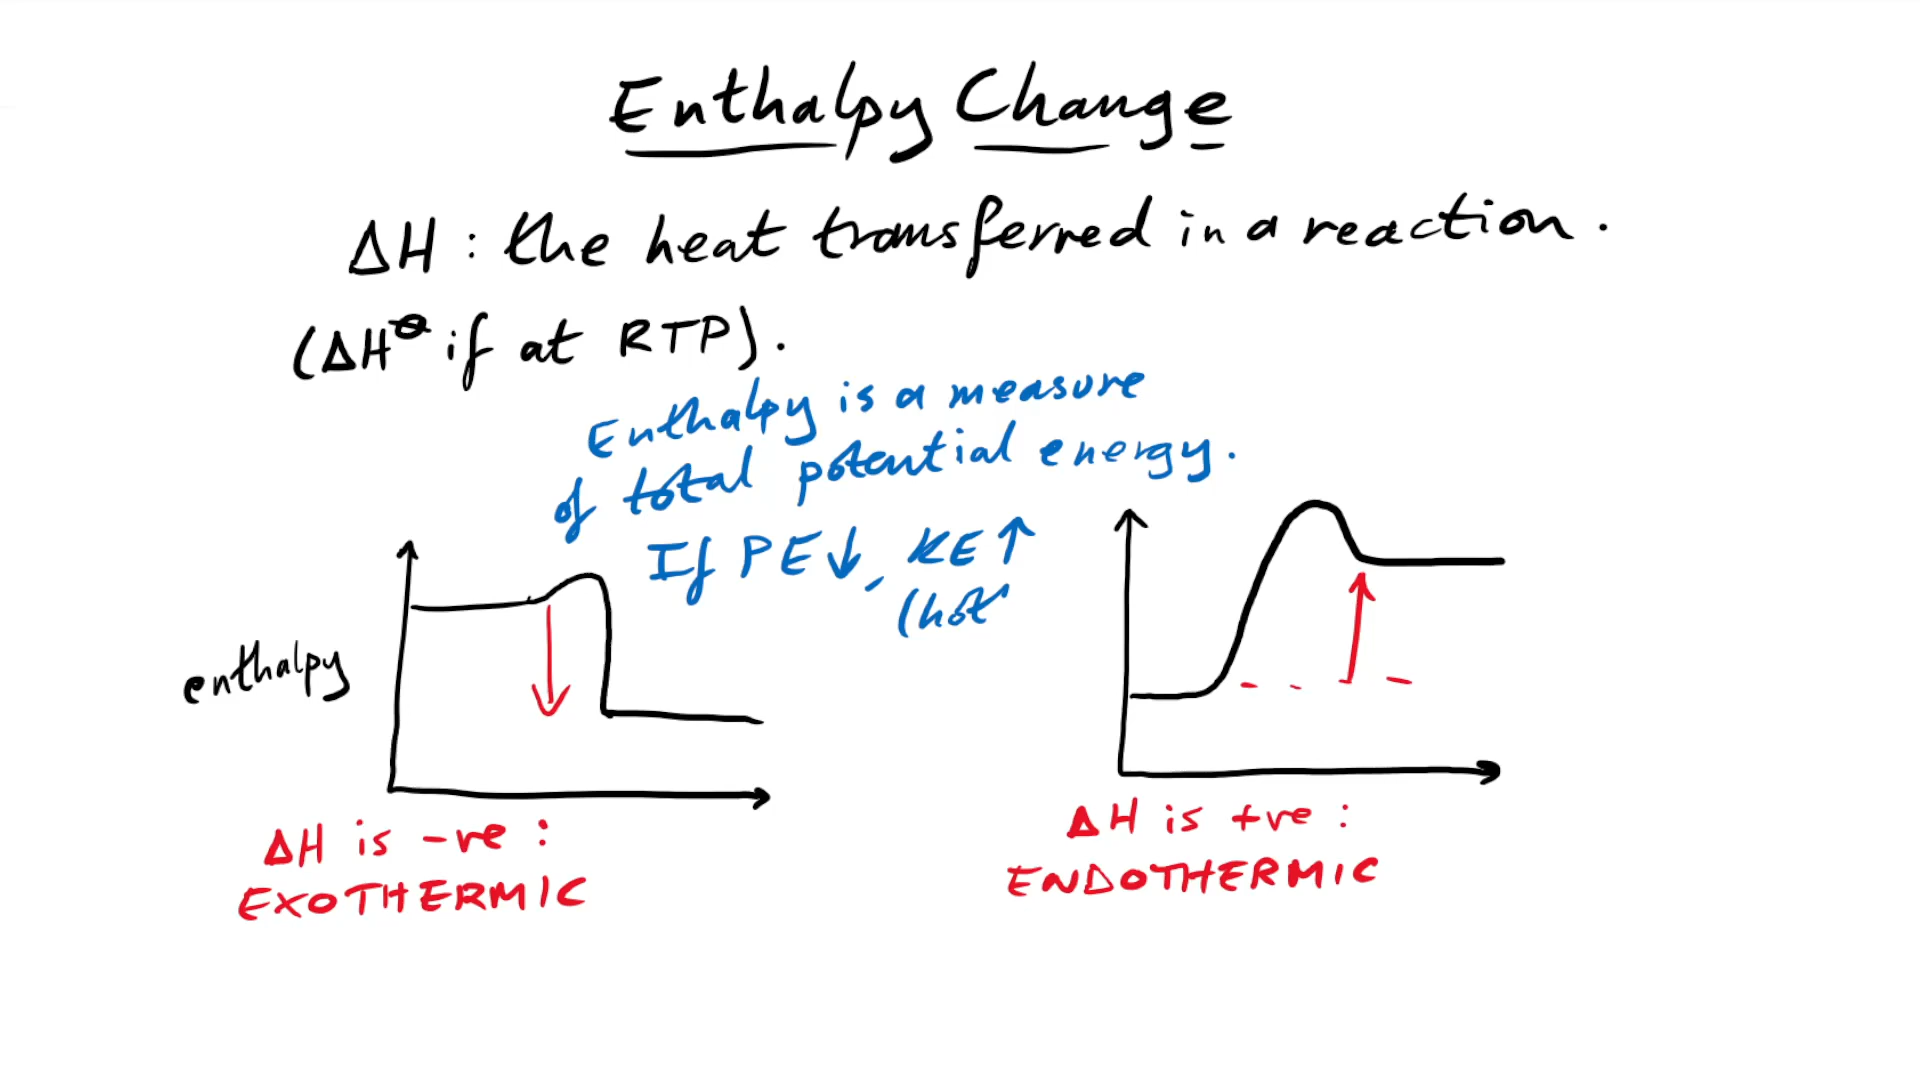 Enthalpy Change
ΔH : the heat transferred in a reaction.
(ΔH⦵ if at RTP).
Enthalpy is a measure
of total potential energy.
If PE↓, KE↑
(hot
enthalpy
ΔH is -ve :
EXOTHERMIC
ΔH is +ve :
ENDOTHERMIC